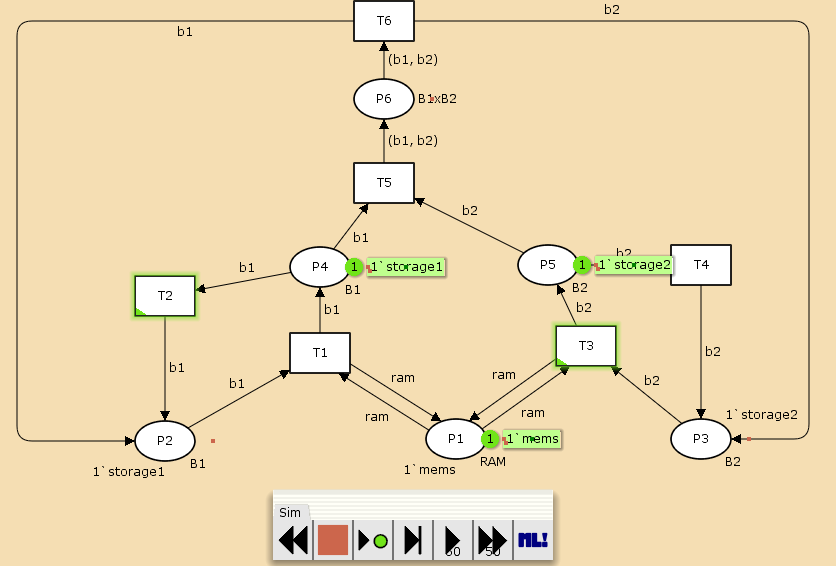 T6
b2
b1
(b1,b2)
P6
B1xB2
(b1,b2)
T5
b2
b1
b2
P4
1
1`storage1
B1
P5
1
1`storage2
B2
T4
b1
T2
b1
b2
T3
T1
b2
b1
ram
ram
b2
b1
ram
ram
1`storage2
P2
1`storage1
B1
P1
1
1`mems
1`mems
RAM
P3
B2
Sim
50
50
ML!